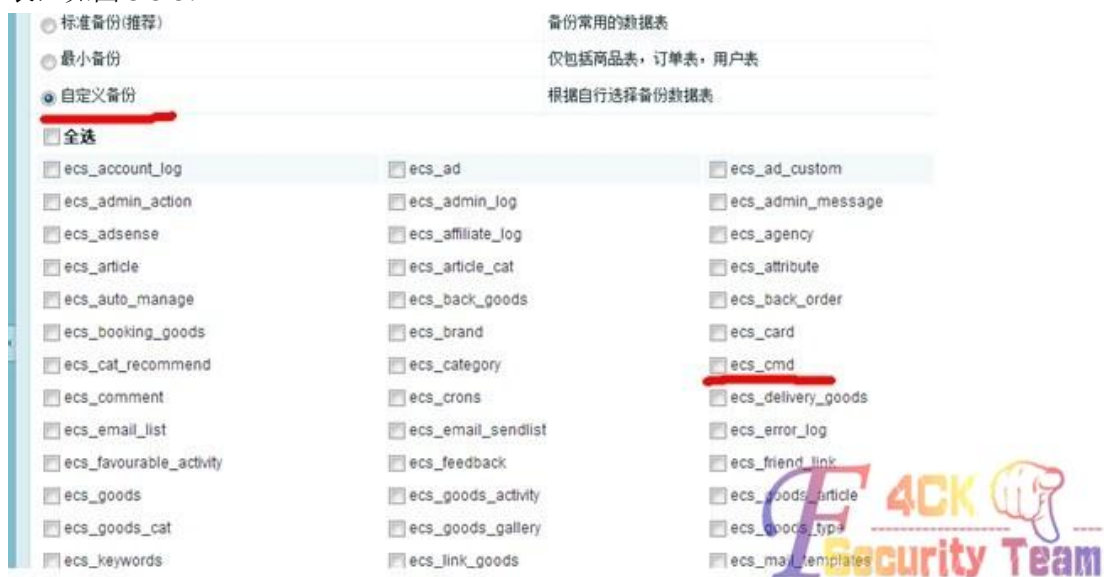 标准备份(推荐) 备份常用的数据表
最小备份 仅包括商品表，订单表，用户表
自定义备份 根据自行选择备份数据表
全选
ecs_account_log ecs_ad ecs_ad_custom
ecs_admin_action ecs_admin_log ecs_admin_message
ecs_adsense ecs_affiliate_log ecs_agency
ecs_article ecs_article_cat ecs_attribute
ecs_auto_manage ecs_back_goods ecs_back_order
ecs_booking_goods ecs_brand ecs_card
ecs_cat_recommend ecs_category ecs_cmd
ecs_comment ecs_crons ecs_delivery_goods
ecs_email_list ecs_email_sendlist ecs_error_log
ecs_favourable_activity ecs_feedback ecs_friend_link
ecs_goods ecs_goods_activity ecs_goods_article
ecs_goods_cat ecs_goods_gallery ecs_goods_type
ecs_keywords ecs_link_goods ecs_mail_templates
F4CK
Security Team